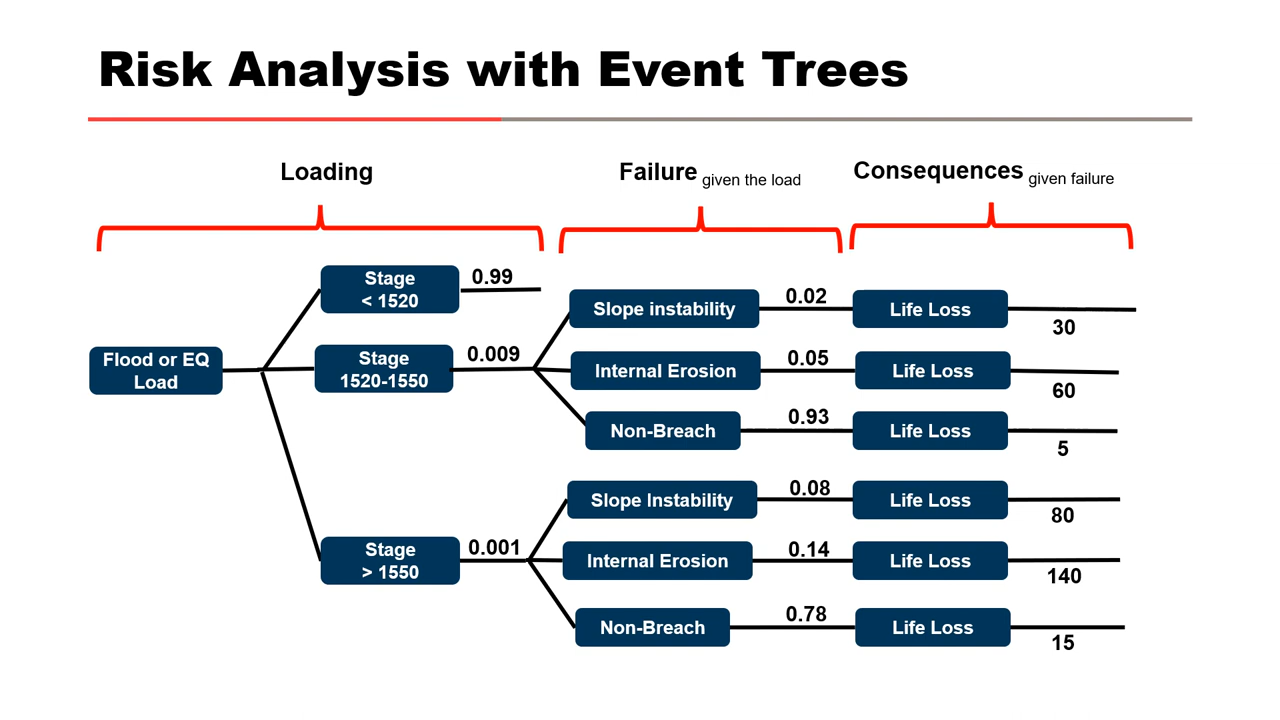 Risk Analysis with Event Trees
Loading
Failure given the load
Consequences given failure
Flood or EQ
Load
Stage
< 1520
0.99
Stage
1520-1550
0.009
Slope instability
0.02
Life Loss
30
Internal Erosion
0.05
Life Loss
60
Non-Breach
0.93
Life Loss
5
Stage
> 1550
0.001
Slope Instability
0.08
Life Loss
80
Internal Erosion
0.14
Life Loss
140
Non-Breach
0.78
Life Loss
15